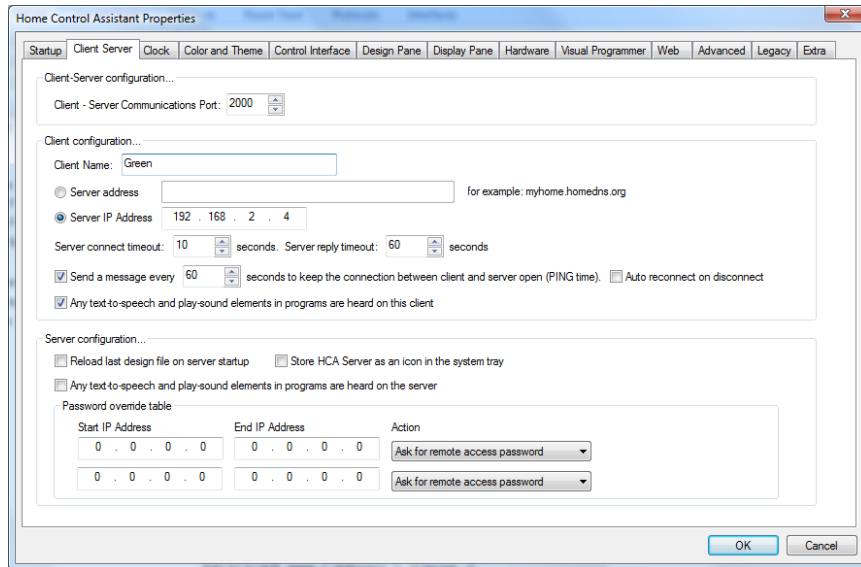 Home Control Assistant Properties
Startup Client Server Clock Color and Theme Control Interface Design Pane Display Pane Hardware Visual Programmer Web Advanced Legacy Extra
Client-Server configuration...
Client - Server Communications Port: 2000
Client configuration...
Client Name: Green
Server address for example: myhome.homedns.org
Server IP Address 192 . 168 . 2 . 4
Server connect timeout: 10 seconds. Server reply timeout: 60 seconds
Send a message every 60 seconds to keep the connection between client and server open (PING time). Auto reconnect on disconnect
Any text-to-speech and play-sound elements in programs are heard on this client
Server configuration...
Reload last design file on server startup Store HCA Server as an icon in the system tray
Any text-to-speech and play-sound elements in programs are heard on the server
Password override table
Start IP Address End IP Address Action
0 . 0 . 0 . 0 0 . 0 . 0 . 0 Ask for remote access password
0 . 0 . 0 . 0 0 . 0 . 0 . 0 Ask for remote access password
OK Cancel